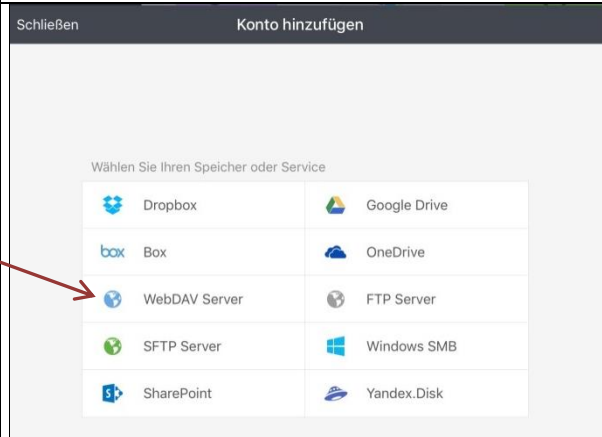 Schließen Konto hinzufügen
Wählen Sie Ihren Speicher oder Service
Dropbox Google Drive
box Box OneDrive
WebDAV Server FTP Server
SFTP Server Windows SMB
S SharePoint Yandex.Disk